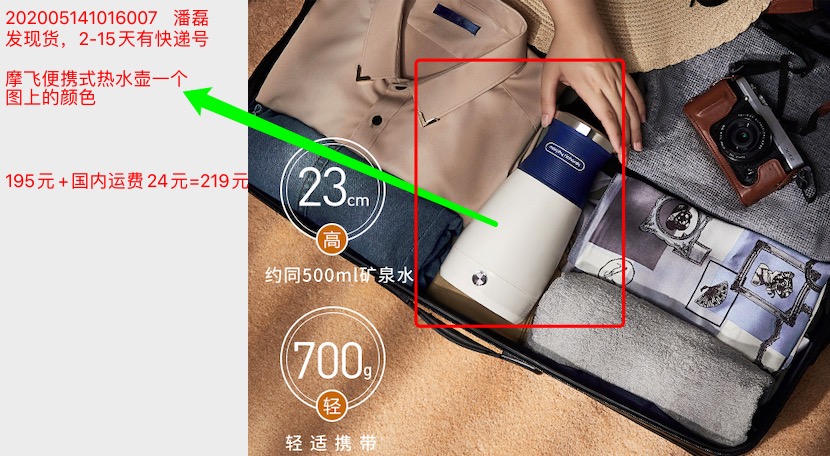 202005141016007 潘磊
发现货，2-15天有快递号
摩飞便携式热水壶一个
图上的颜色
195元+国内运费24元=219元
23cm
高
约同500ml矿泉水
700g
轻
轻适携带